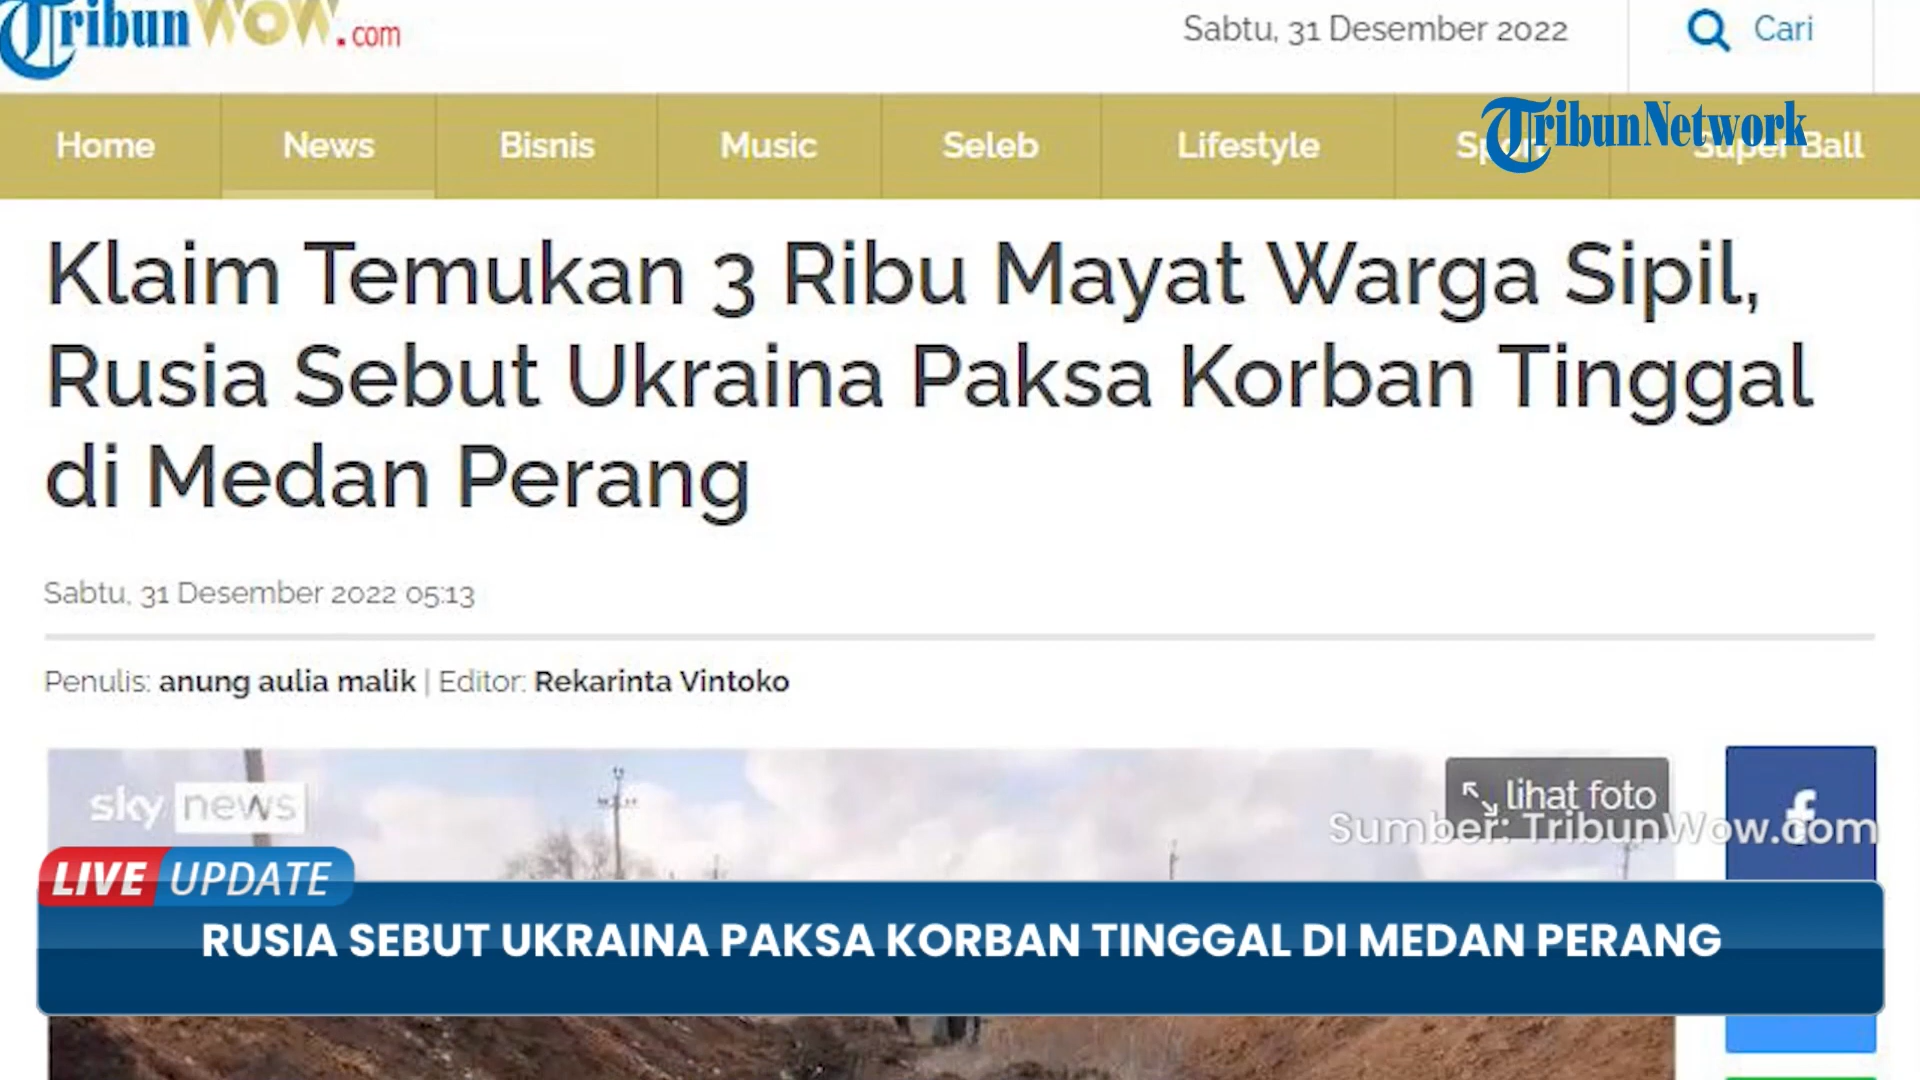 TribunWOW.com
Sabtu, 31 Desember 2022
Cari
Home News Bisnis Music Seleb Lifestyle Sport Super Ball
TribunNetwork
Klaim Temukan 3 Ribu Mayat Warga Sipil,
Rusia Sebut Ukraina Paksa Korban Tinggal
di Medan Perang
Sabtu, 31 Desember 2022 05:13
Penulis: anung aulia malik | Editor: Rekarinta Vintoko
sky news
lihat foto
f
Sumber: TribunWow.com
LIVE UPDATE
RUSIA SEBUT UKRAINA PAKSA KORBAN TINGGAL DI MEDAN PERANG